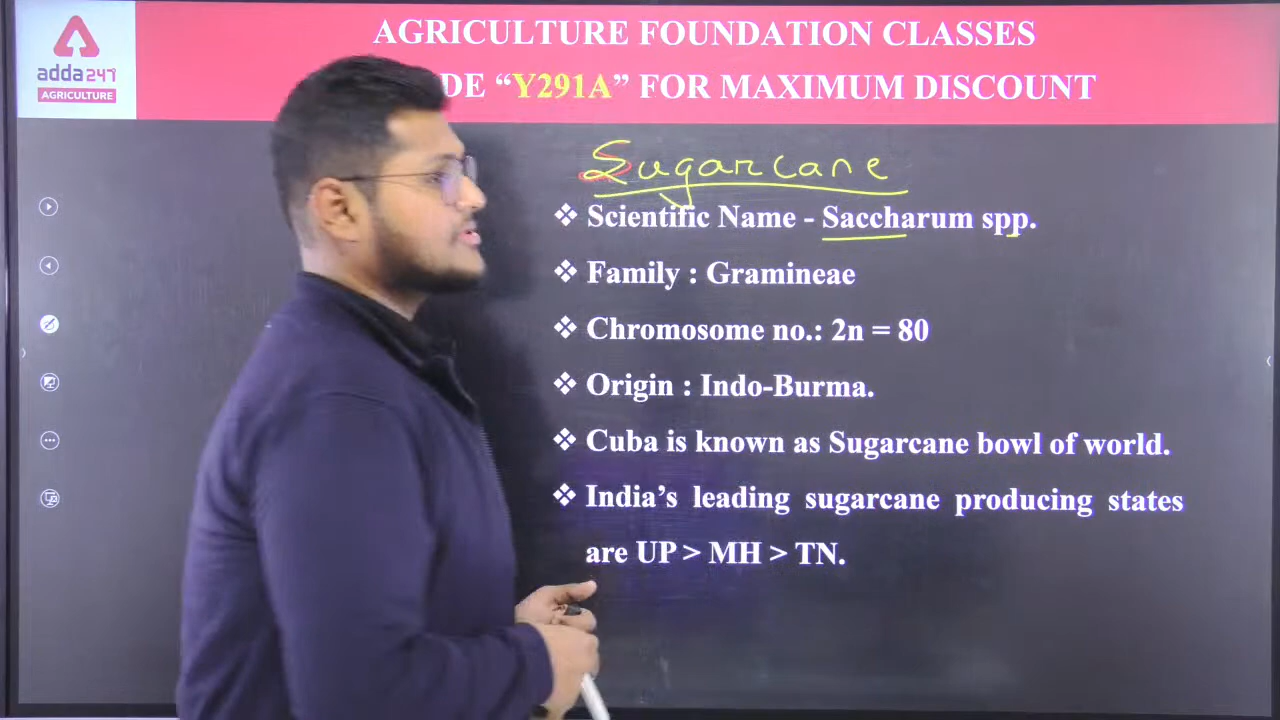 AGRICULTURE FOUNDATION CLASSES
DE “Y291A” FOR MAXIMUM DISCOUNT
adda247
AGRICULTURE
Sugarcane
❖ Scientific Name - Saccharum spp.
❖ Family : Gramineae
❖ Chromosome no.: 2n = 80
❖ Origin : Indo-Burma.
❖ Cuba is known as Sugarcane bowl of world.
❖ India’s leading sugarcane producing states
are UP > MH > TN.